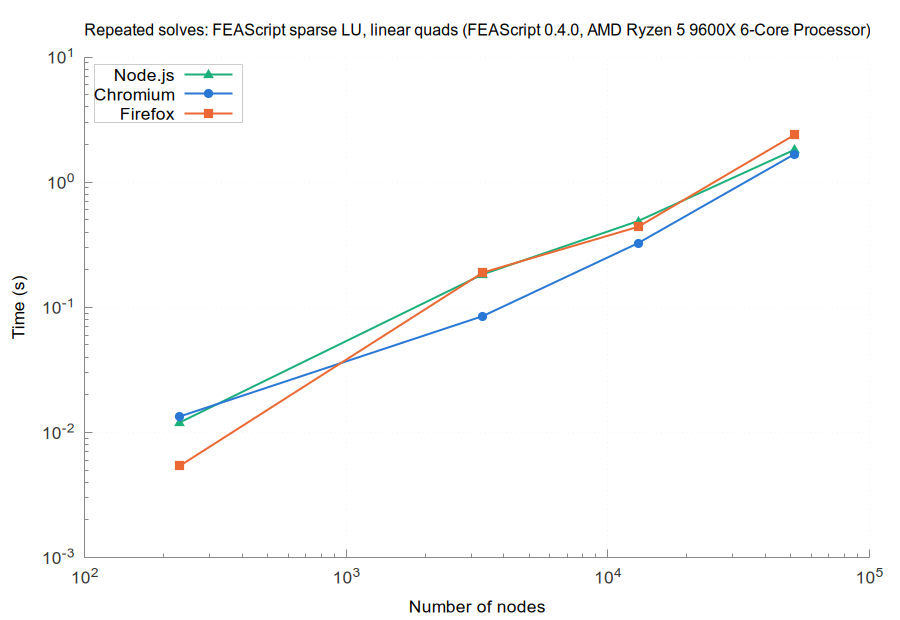 Repeated solves: FEAScript sparse LU, linear quads (FEAScript 0.4.0, AMD Ryzen 5 9600X 6-Core Processor)
10^1
Node.js
Chromium
Firefox
10^0
10^-1
Time (s)
10^-2
10^-3
10^2 10^3 10^4 10^5
Number of nodes